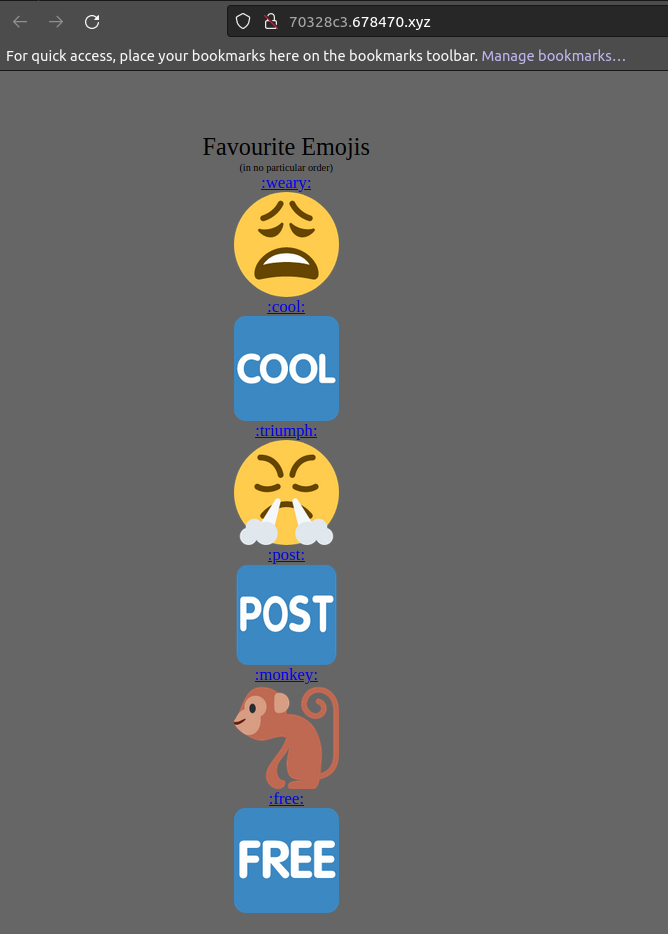 70328c3.678470.xyz
For quick access, place your bookmarks here on the bookmarks toolbar. Manage bookmarks…
Favourite Emojis
(in no particular order)
:weary:
:cool:
COOL
:triumph:
:post:
POST
:monkey:
:free:
FREE